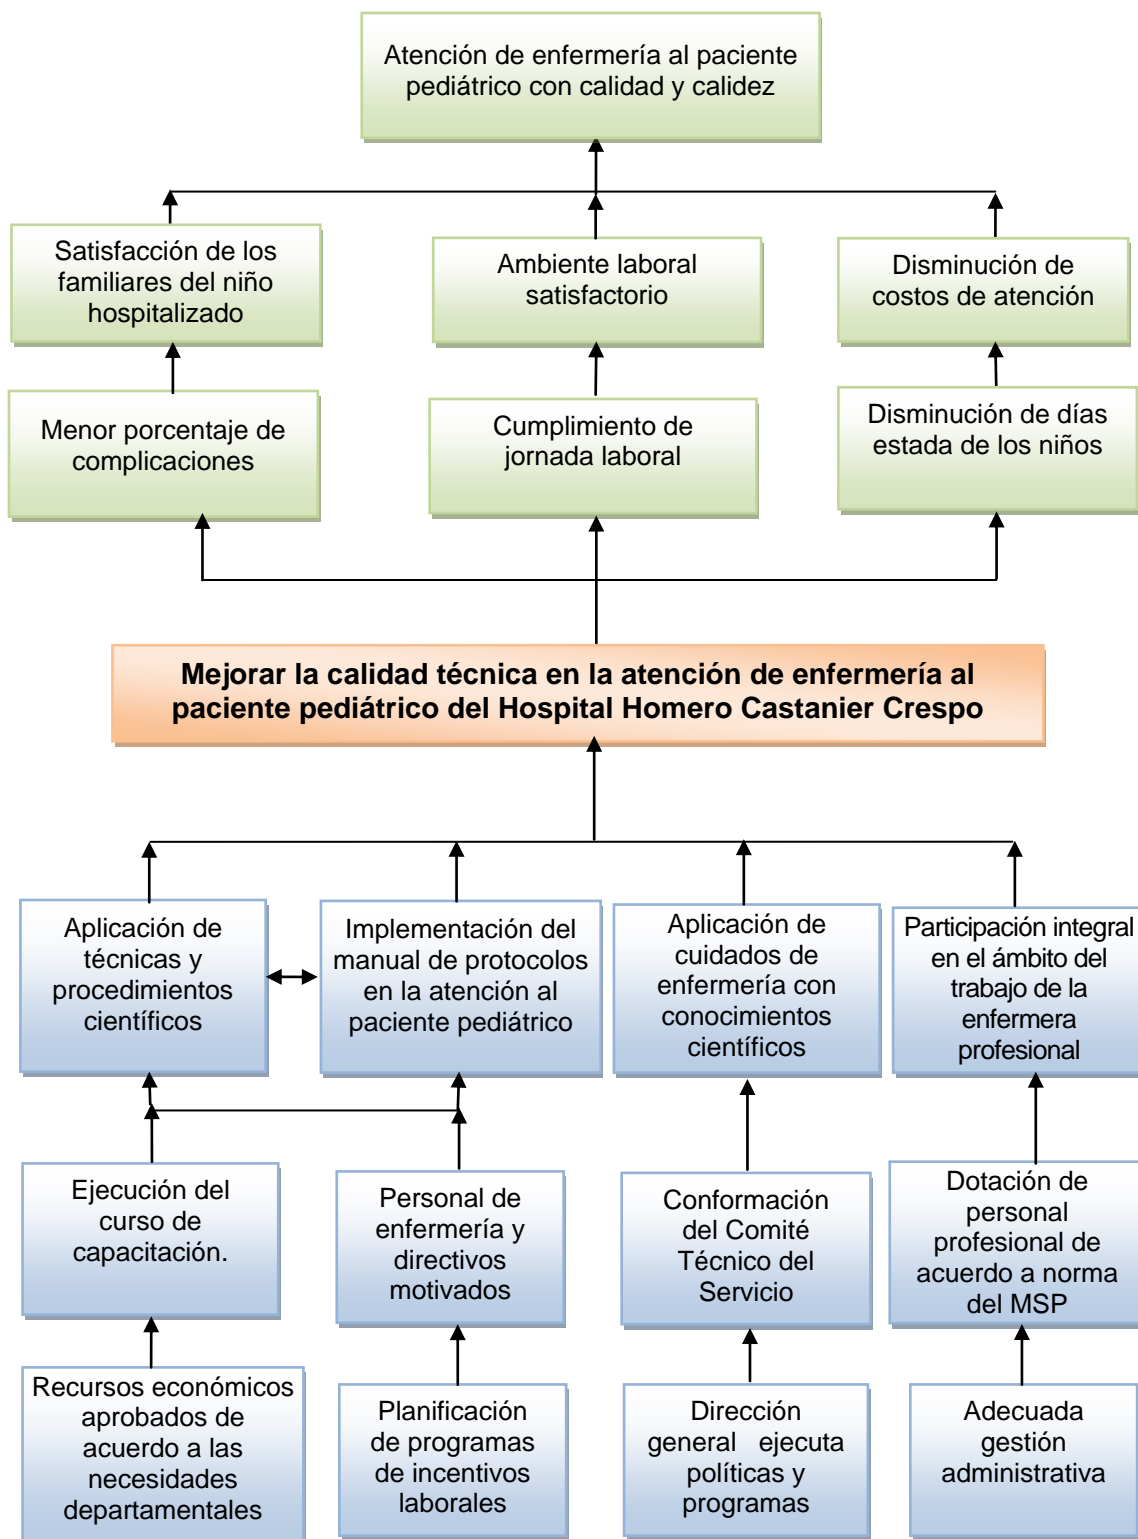 Atención de enfermería al paciente
pediátrico con calidad y calidez
Satisfacción de los
familiares del niño
hospitalizado
Ambiente laboral
satisfactorio
Disminución de
costos de atención
Menor porcentaje de
complicaciones
Cumplimiento de
jornada laboral
Disminución de días
estada de los niños
Mejorar la calidad técnica en la atención de enfermería al
paciente pediátrico del Hospital Homero Castanier Crespo
Aplicación de
técnicas y
procedimientos
científicos
Implementación del
manual de protocolos
en la atención al
paciente pediátrico
Aplicación de
cuidados de
enfermería con
conocimientos
científicos
Participación integral
en el ámbito del
trabajo de la
enfermera
profesional
Ejecución del
curso de
capacitación.
Personal de
enfermería y
directivos
motivados
Conformación
del Comité
Técnico del
Servicio
Dotación de
personal
profesional de
acuerdo a norma
del MSP
Recursos económicos
aprobados de
acuerdo a las
necesidades
departamentales
Planificación
de programas
de incentivos
laborales
Dirección
general ejecuta
políticas y
programas
Adecuada
gestión
administrativa